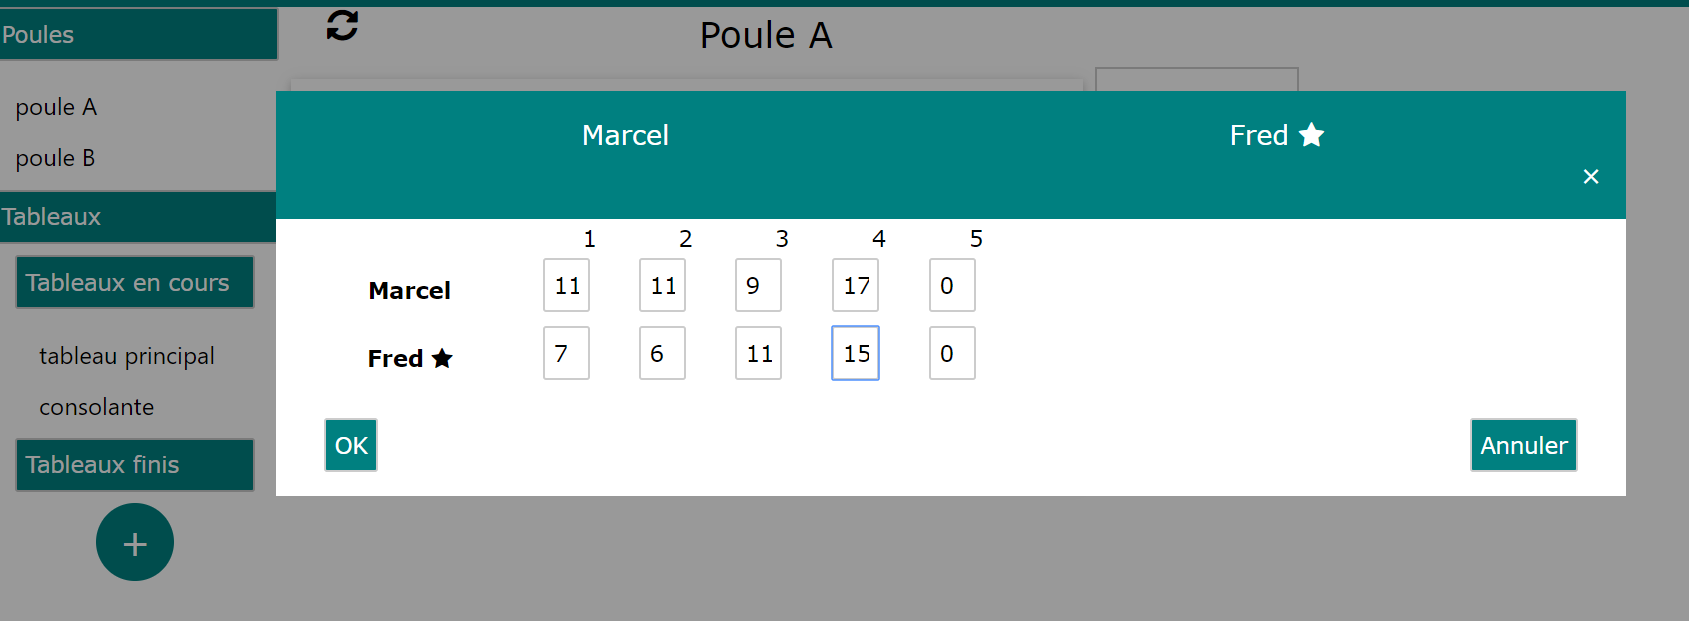 Poules
Poule A
poule A
poule B
Tableaux
Tableaux en cours
tableau principal
consolante
Tableaux finis
+
Marcel
Fred ★
×
1 2 3 4 5
Marcel 11 11 9 17 0
Fred ★ 7 6 11 15 0
OK
Annuler